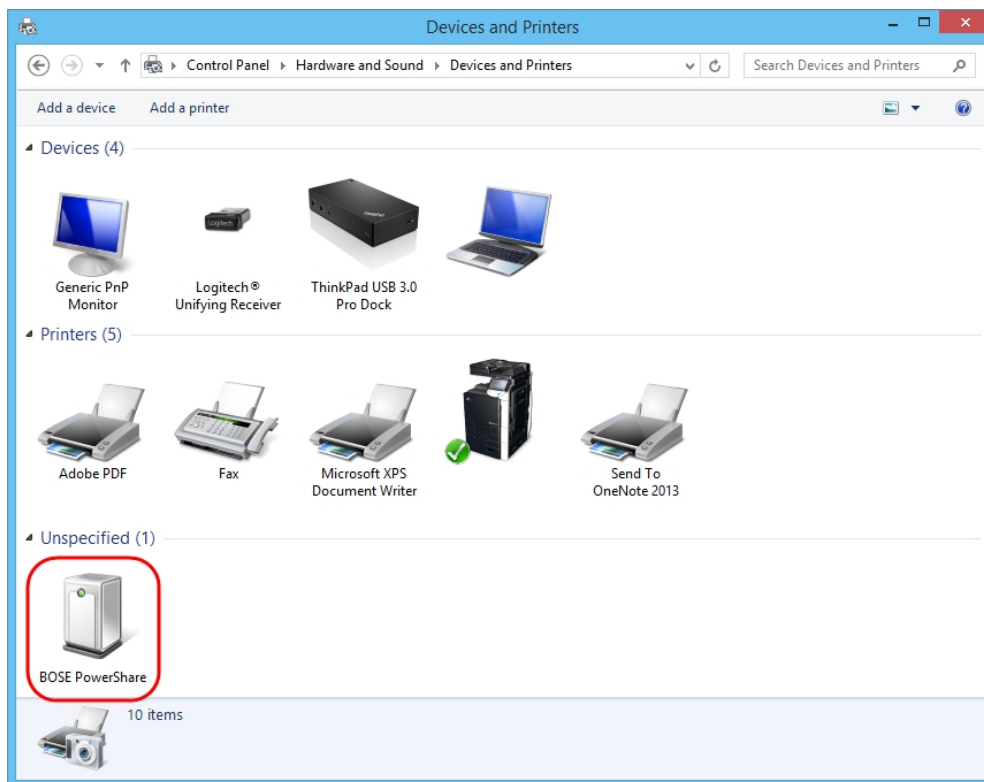 Devices and Printers
Control Panel ▸ Hardware and Sound ▸ Devices and Printers
Search Devices and Printers
Add a device Add a printer
Devices (4)
Logitech
ThinkPad
Generic PnP
Monitor
Logitech®
Unifying Receiver
ThinkPad USB 3.0
Pro Dock
Printers (5)
Adobe PDF
Fax
Microsoft XPS
Document Writer
Send To
OneNote 2013
Unspecified (1)
BOSE PowerShare
10 items